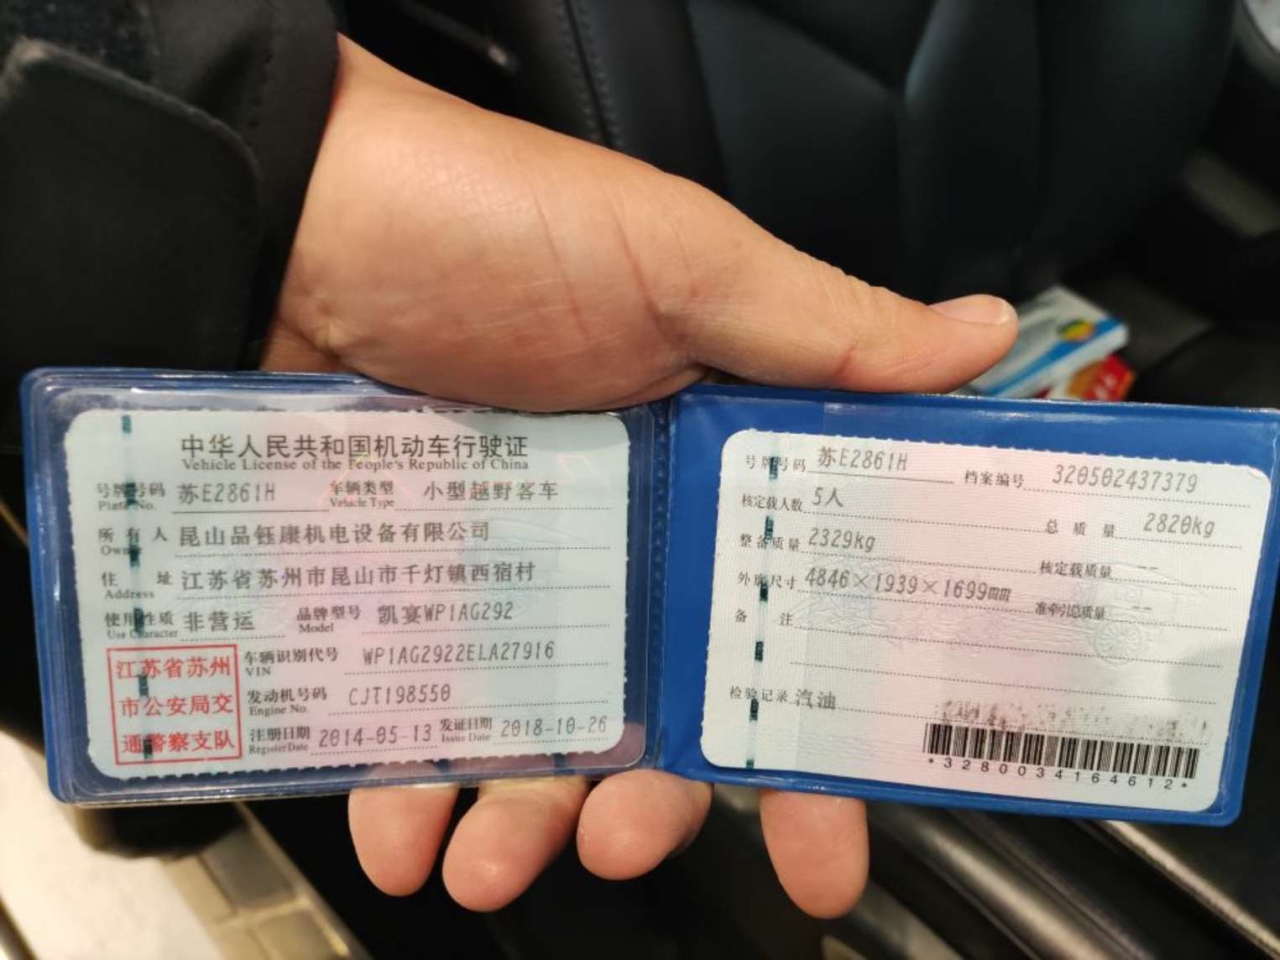 中华人民共和国机动车行驶证
Vehicle License of the People's Republic of China
号牌号码 苏E2861H 车辆类型 小型越野客车
Plate No. Vehicle Type
所有人 昆山品钰康机电设备有限公司
Owner
住址 江苏省苏州市昆山市千灯镇西宿村
Address
使用性质 非营运 品牌型号 凯宴WP1AG292
Use Character Model
江苏省苏州
市公安局交
通警察支队
车辆识别代号 WP1AG2922ELA27916
VIN
发动机号码 CJT198550
Engine No.
注册日期 2014-05-13 发证日期 2018-10-26
Register Date Issue Date
号牌号码 苏E2861H 档案编号 320502437379
核定载人数 5人 总质量 2820kg
整备质量 2329kg 核定载质量 --
外廓尺寸 4846×1939×1699mm 准牵引总质量 --
备注
检验记录 汽油
*3280034164612*